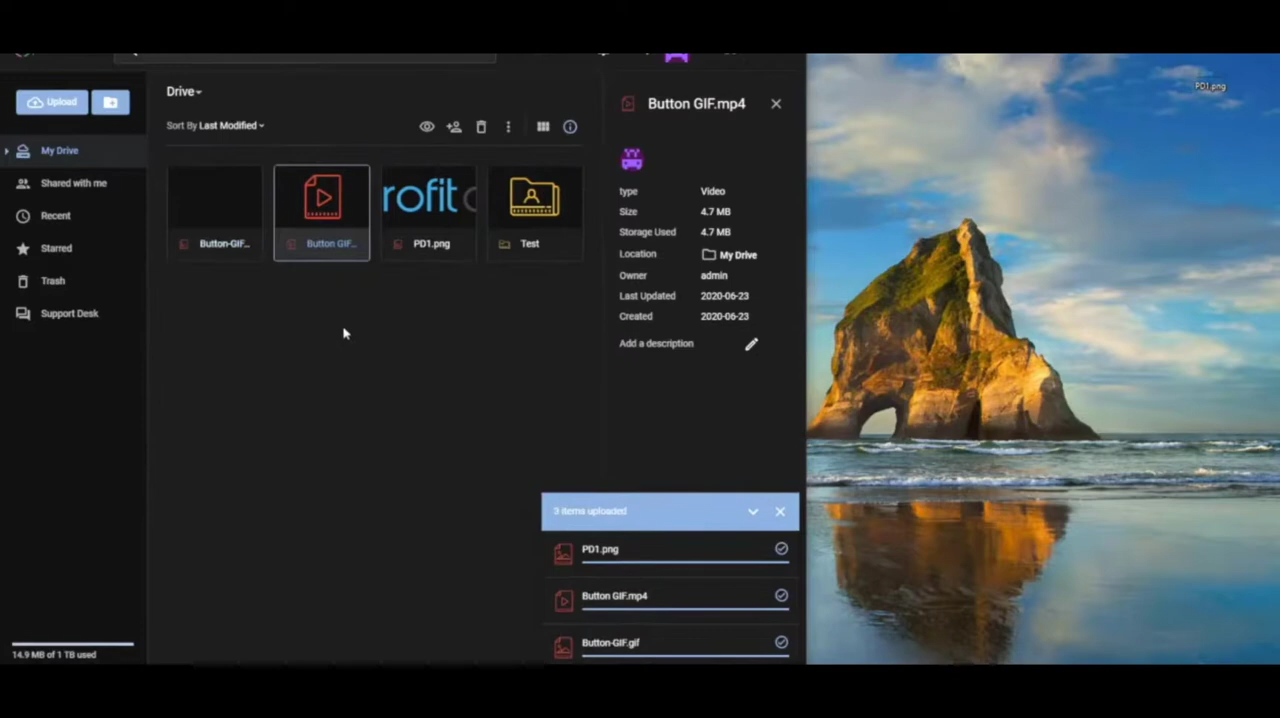 Upload
My Drive
Shared with me
Recent
Starred
Trash
Support Desk
14.9 MB of 1 TB used
Drive
Sort By Last Modified
Button-GIF...
Button GIF...
rofit
PD1.png
Test
Button GIF.mp4
type Video
Size 4.7 MB
Storage Used 4.7 MB
Location My Drive
Owner admin
Last Updated 2020-06-23
Created 2020-06-23
Add a description
3 items uploaded
PD1.png
Button GIF.mp4
Button-GIF.gif
PD1.png